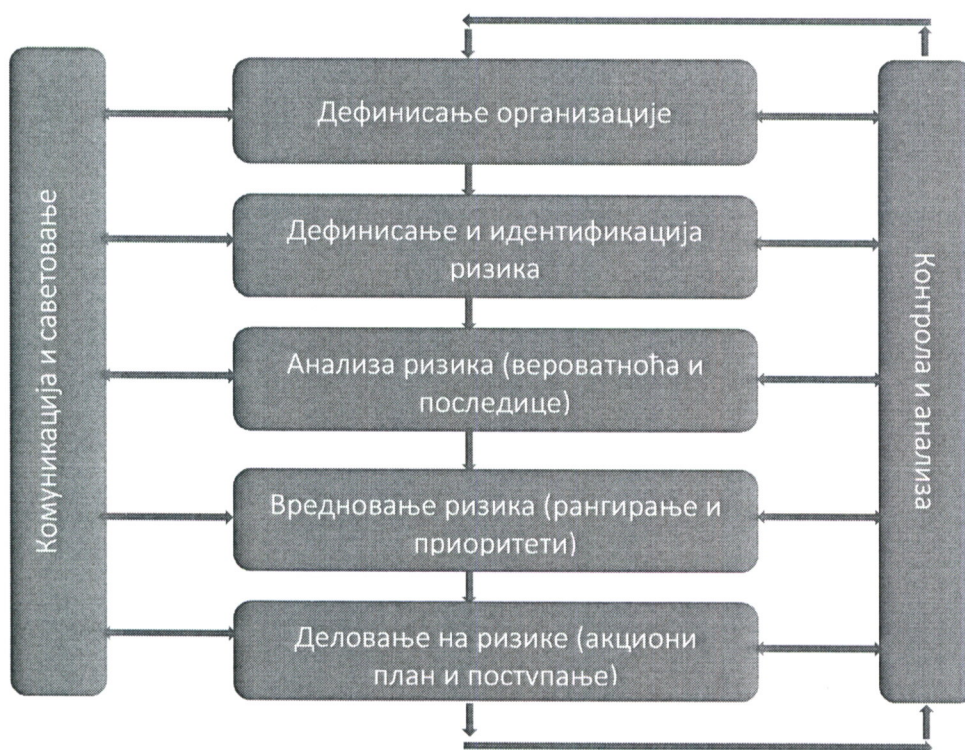 Комуникација и саветовање
Дефинисање организације
Дефинисање и идентификација
ризика
Анализа ризика (вероватноћа и
последице)
Вредновање ризика (рангирање и
приоритети)
Деловање на ризике (акциони
план и поступање)
Контрола и анализа